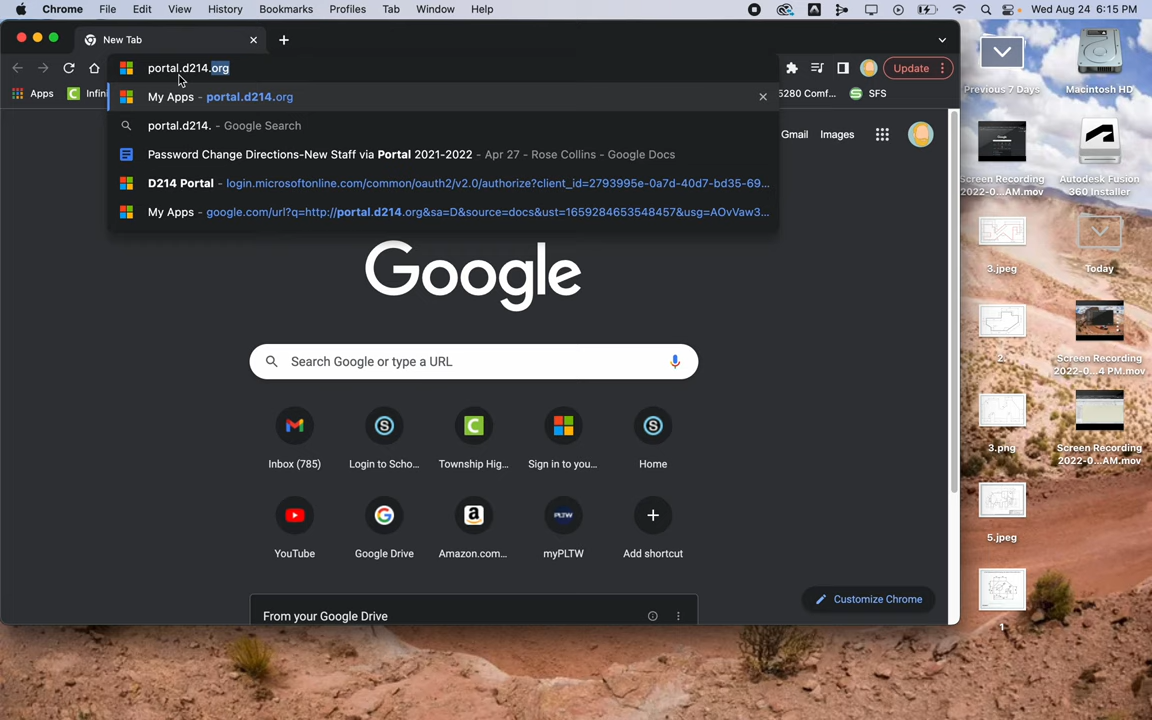 Chrome File Edit View History Bookmarks Profiles Tab Window Help Wed Aug 24 6:15 PM
New Tab
portal.d214.org
Update
Apps
My Apps - portal.d214.org
5280 Comf...
SFS
portal.d214. - Google Search
Gmail Images
Password Change Directions-New Staff via Portal 2021-2022 - Apr 27 - Rose Collins - Google Docs
D214 Portal - login.microsoftonline.com/common/oauth2/v2.0/authorize?client_id=2793995e-0a7d-40d7-bd35-69...
My Apps - google.com/url?q=http://portal.d214.org&sa=D&source=docs&ust=1659284653548457&usg=AOvVaw3...
Google
Search Google or type a URL
Inbox (785)
Login to Scho...
Township Hig...
Sign in to you...
Home
YouTube
Google Drive
Amazon.com...
PLTW
myPLTW
Add shortcut
Customize Chrome
From your Google Drive
Previous 7 Days
Macintosh HD
Screen Recording
2022-0...AM.mov
Autodesk Fusion
360 Installer
3.jpeg
Today
2.
Screen Recording
2022-0...4 PM.mov
3.png
Screen Recording
2022-0...AM.mov
5.jpeg
1